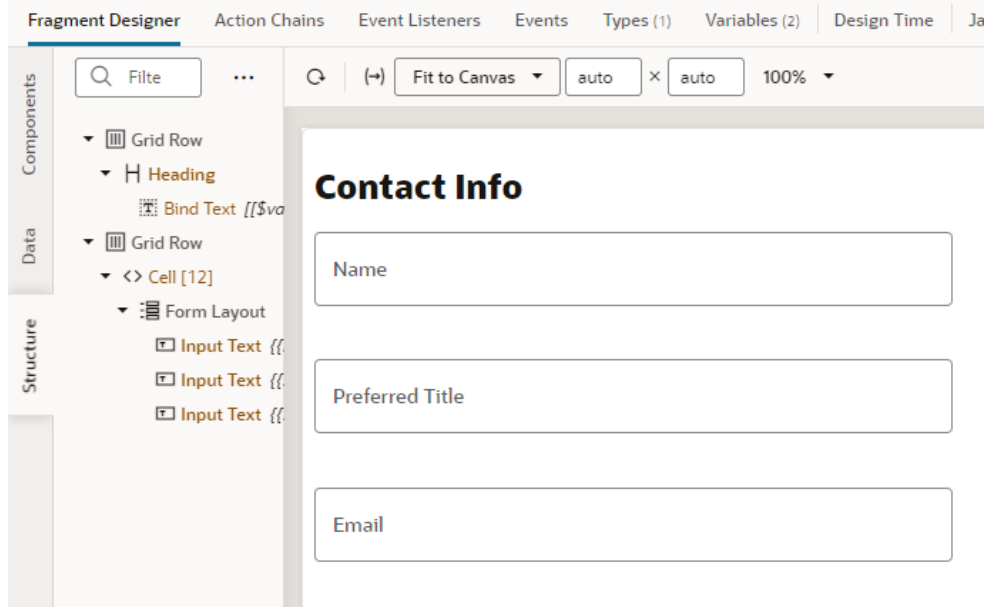 Fragment Designer Action Chains Event Listeners Events Types (1) Variables (2) Design Time Ja
Components
Data
Structure
Filte ...
Fit to Canvas auto × auto 100%
Grid Row
H Heading
Bind Text [[$va
Grid Row
<> Cell [12]
Form Layout
Input Text {{
Input Text {{
Input Text {{
Contact Info
Name
Preferred Title
Email